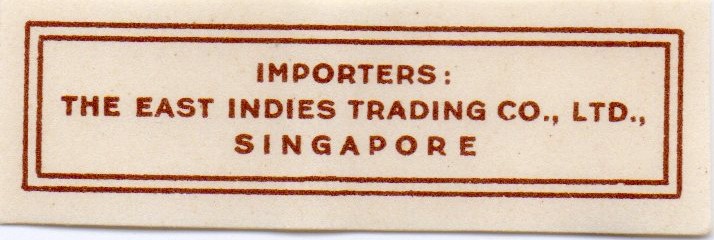 IMPORTERS:
THE EAST INDIES TRADING CO., LTD.,
SINGAPORE